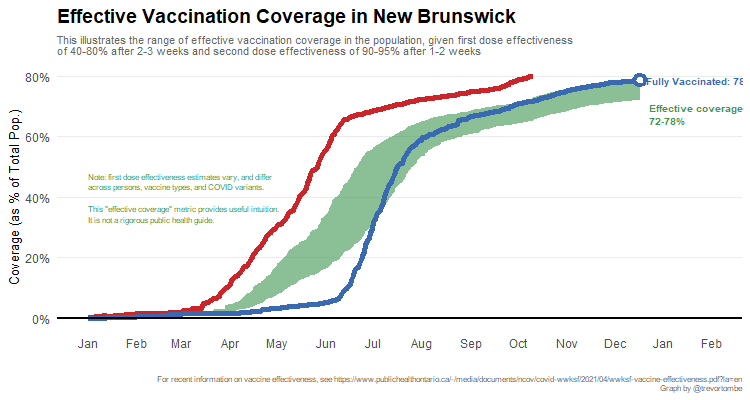 Effective Vaccination Coverage in New Brunswick
This illustrates the range of effective vaccination coverage in the population, given first dose effectiveness
of 40-80% after 2-3 weeks and second dose effectiveness of 90-95% after 1-2 weeks
Coverage (as % of Total Pop.)
80%
60%
40%
20%
0%
Fully Vaccinated: 78
Effective coverage
72-78%
Note: first dose effectiveness estimates vary, and differ
across persons, vaccine types, and COVID variants.
This "effective coverage" metric provides useful intuition.
It is not a rigorous public health guide.
Jan Feb Mar Apr May Jun Jul Aug Sep Oct Nov Dec Jan Feb
For recent information on vaccine effectiveness, see https://www.publichealthontario.ca/-/media/documents/ncov/covid-wwksf/2021/04/wwksf-vaccine-effectiveness.pdf?la=en
Graph by @trevortombe